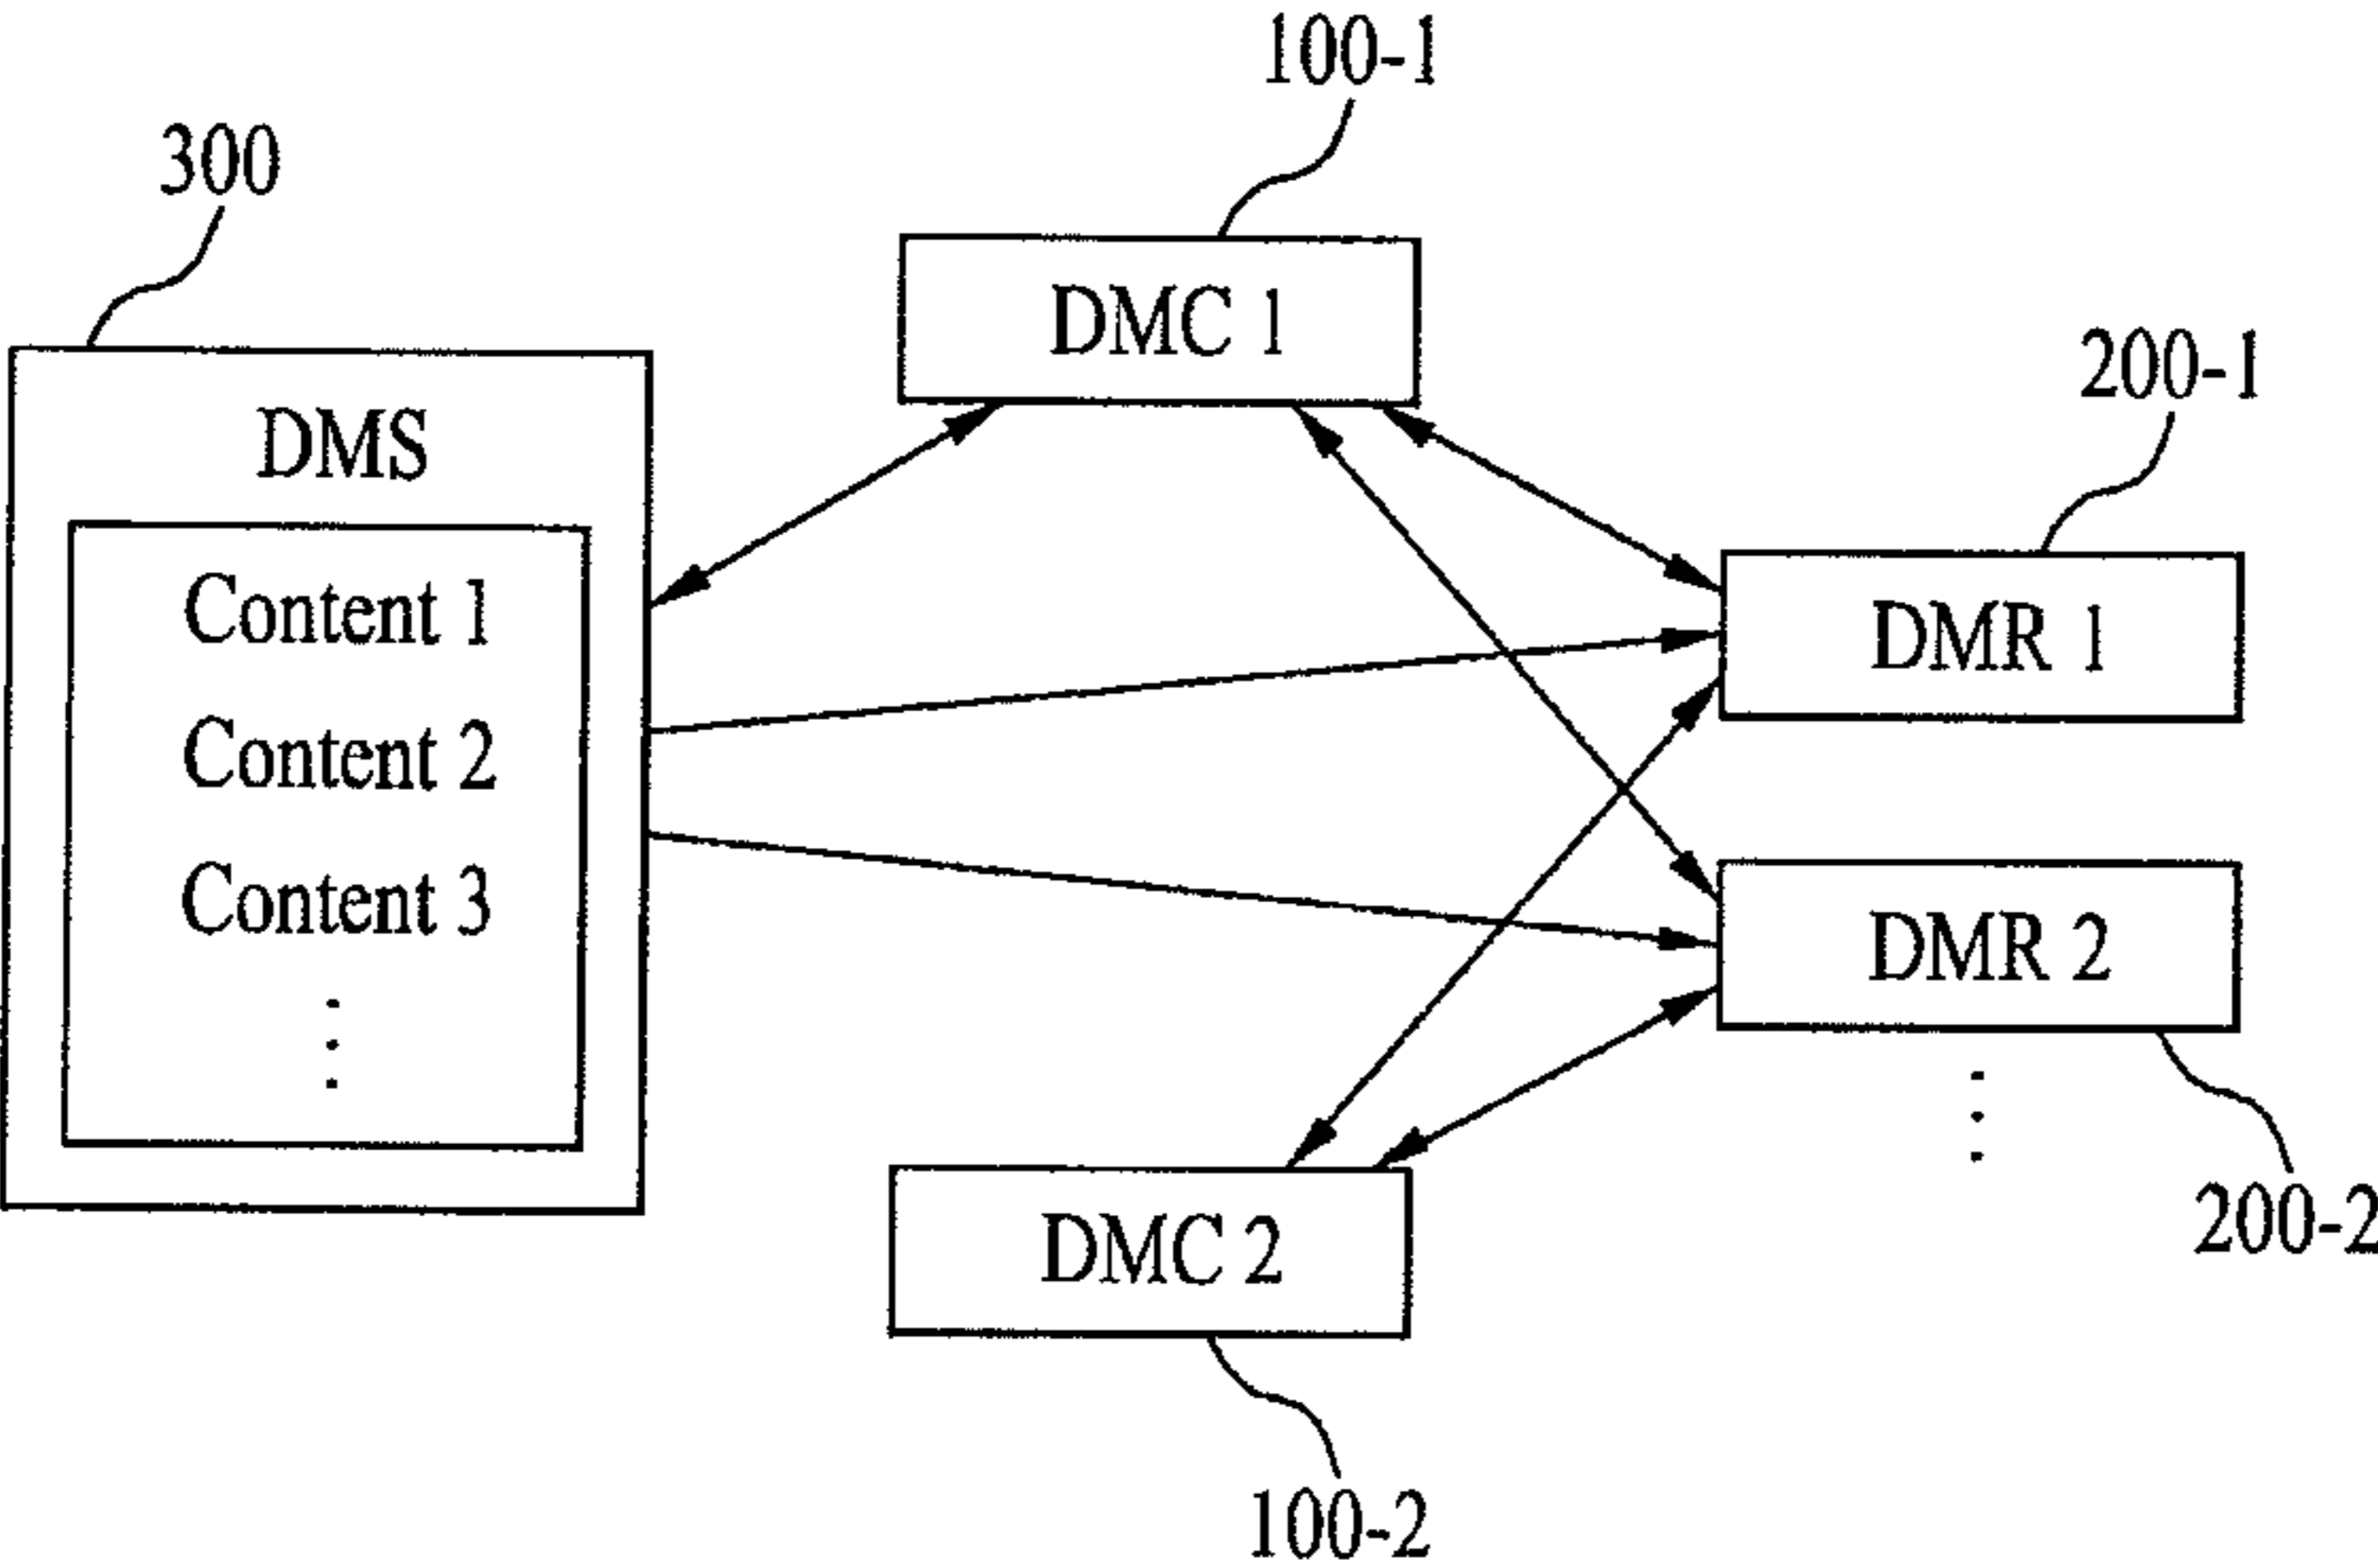 100-1
300
DMC 1
200-1
DMS
Content 1
DMR 1
Content 2
Content 3
DMR 2
200-2
DMC 2
100-2